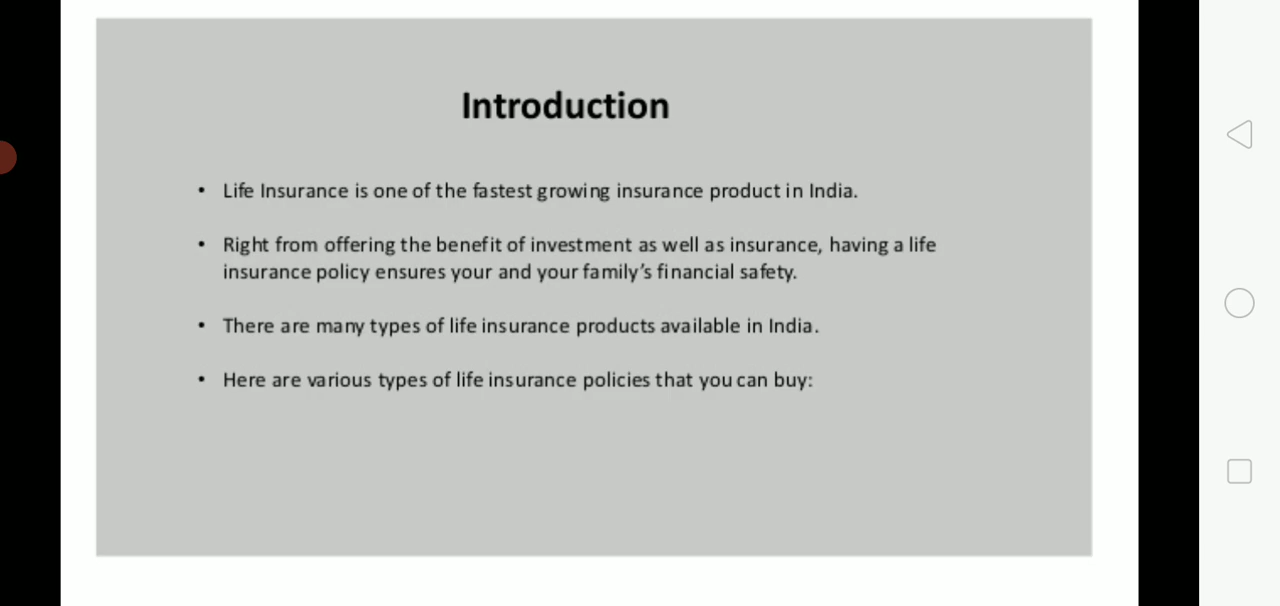 Introduction
• Life Insurance is one of the fastest growing insurance product in India.
• Right from offering the benefit of investment as well as insurance, having a life
insurance policy ensures your and your family’s financial safety.
• There are many types of life insurance products available in India.
• Here are various types of life insurance policies that you can buy: